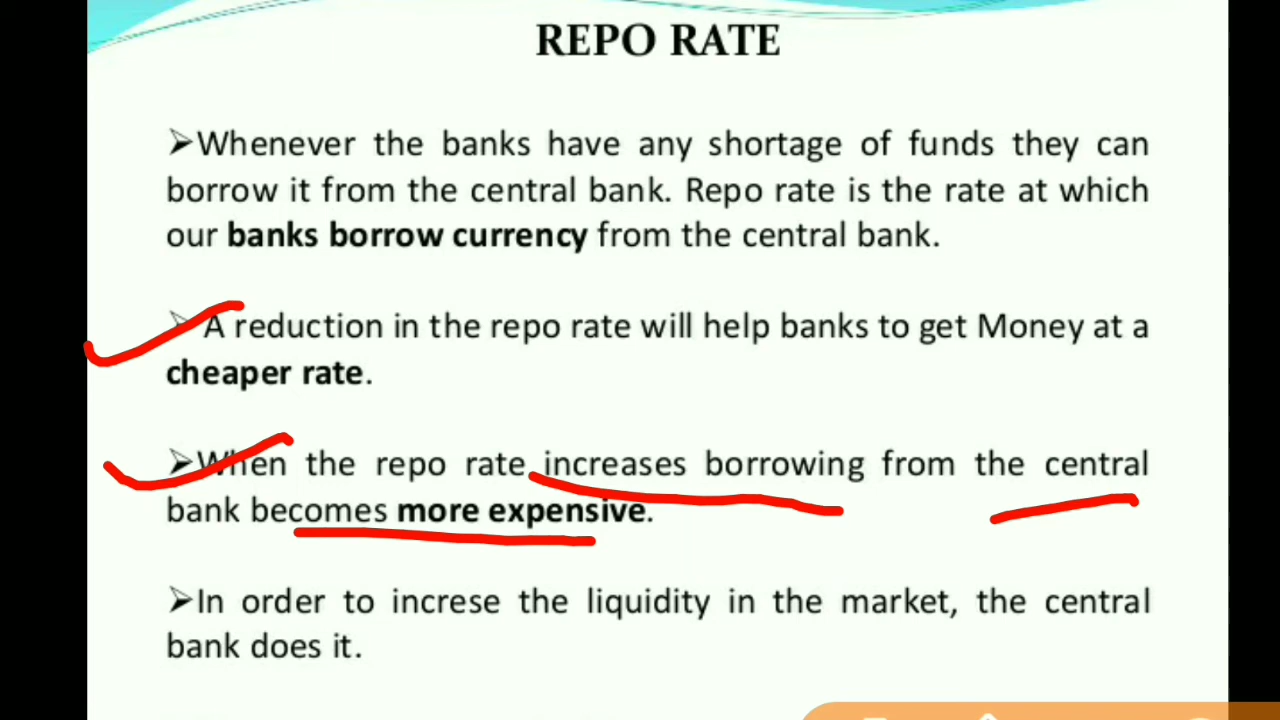 REPO RATE
➢Whenever the banks have any shortage of funds they can
borrow it from the central bank. Repo rate is the rate at which
our banks borrow currency from the central bank.
➢ A reduction in the repo rate will help banks to get Money at a
cheaper rate.
➢When the repo rate increases borrowing from the central
bank becomes more expensive.
➢In order to increse the liquidity in the market, the central
bank does it.